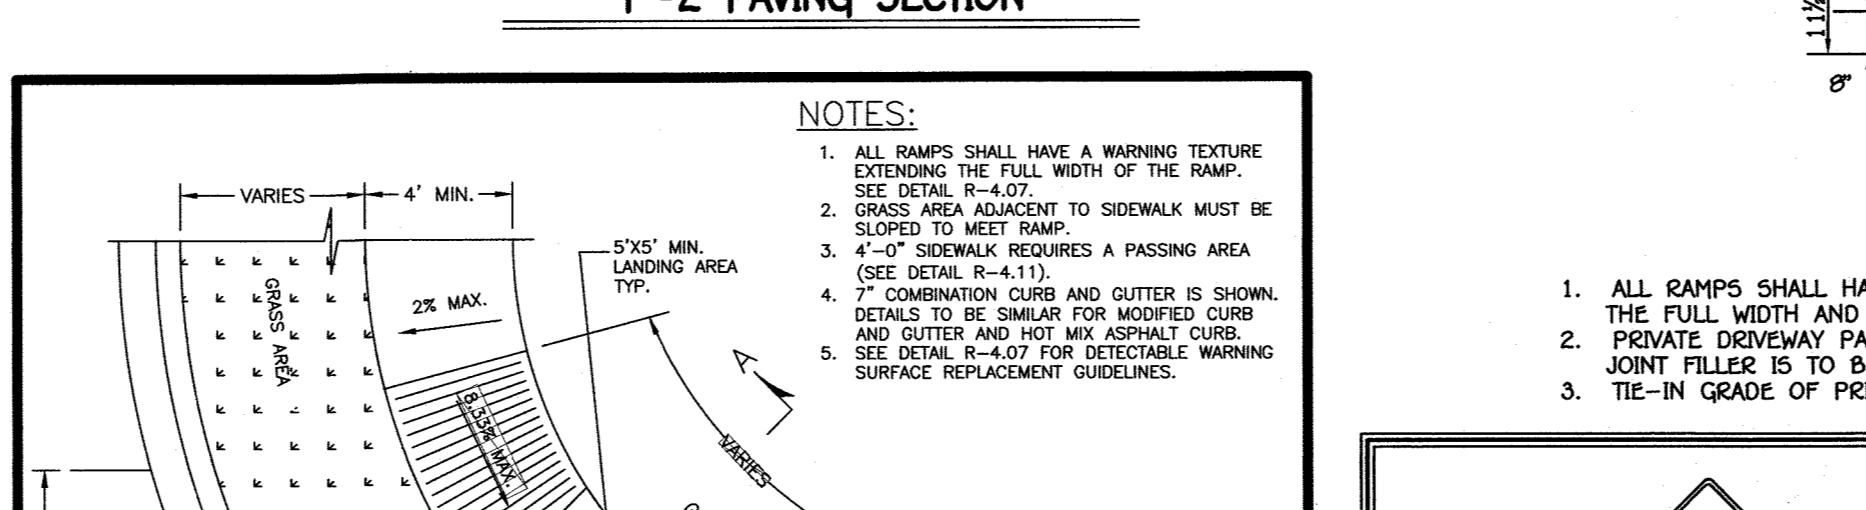 PAVING SECTION
NOTES:
1. ALL RAMPS SHALL HAVE A WARNING TEXTURE
EXTENDING THE FULL WIDTH OF THE RAMP.
SEE DETAIL R-4.07.
2. GRASS AREA ADJACENT TO SIDEWALK MUST BE
SLOPED TO MEET RAMP.
3. 4'-0" SIDEWALK REQUIRES A PASSING AREA
(SEE DETAIL R-4.11).
4. 7" COMBINATION CURB AND GUTTER IS SHOWN.
DETAILS TO BE SIMILAR FOR MODIFIED CURB
AND GUTTER AND HOT MIX ASPHALT CURB.
5. SEE DETAIL R-4.07 FOR DETECTABLE WARNING
SURFACE REPLACEMENT GUIDELINES.
VARIES
4' MIN.
5'X5' MIN.
LANDING AREA
TYP.
2% MAX.
GRASS AREA
8.33% MAX.
A
VARIES
8"
1. ALL RAMPS SHALL
THE FULL WIDTH AND
2. PRIVATE DRIVEWAY
JOINT FILLER IS TO
3. TIE-IN GRADE OF